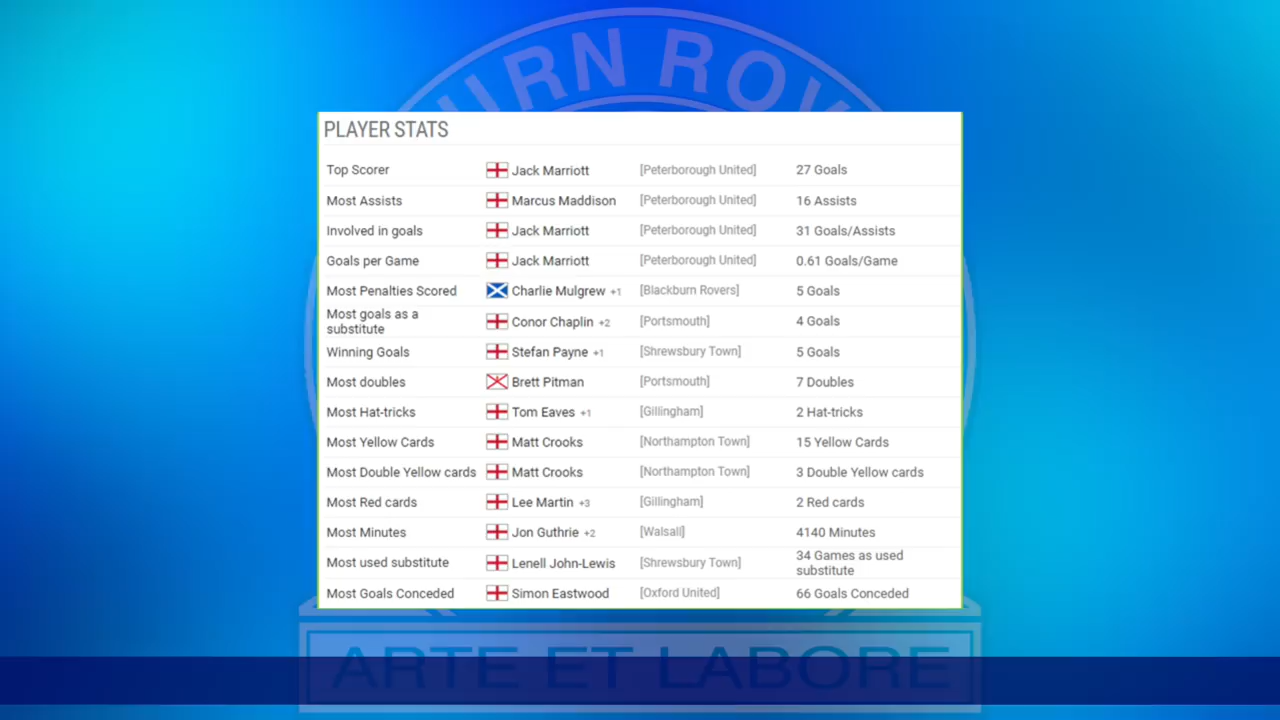 URN ROV
PLAYER STATS
Top Scorer Jack Marriott [Peterborough United] 27 Goals
Most Assists Marcus Maddison [Peterborough United] 16 Assists
Involved in goals Jack Marriott [Peterborough United] 31 Goals/Assists
Goals per Game Jack Marriott [Peterborough United] 0.61 Goals/Game
Most Penalties Scored Charlie Mulgrew +1 [Blackburn Rovers] 5 Goals
Most goals as a
substitute Conor Chaplin +2 [Portsmouth] 4 Goals
Winning Goals Stefan Payne +1 [Shrewsbury Town] 5 Goals
Most doubles Brett Pitman [Portsmouth] 7 Doubles
Most Hat-tricks Tom Eaves +1 [Gillingham] 2 Hat-tricks
Most Yellow Cards Matt Crooks [Northampton Town] 15 Yellow Cards
Most Double Yellow cards Matt Crooks [Northampton Town] 3 Double Yellow cards
Most Red cards Lee Martin +3 [Gillingham] 2 Red cards
Most Minutes Jon Guthrie +2 [Walsall] 4140 Minutes
Most used substitute Lenell John-Lewis [Shrewsbury Town] 34 Games as used
substitute
Most Goals Conceded Simon Eastwood [Oxford United] 66 Goals Conceded
ARTE ET LABORE